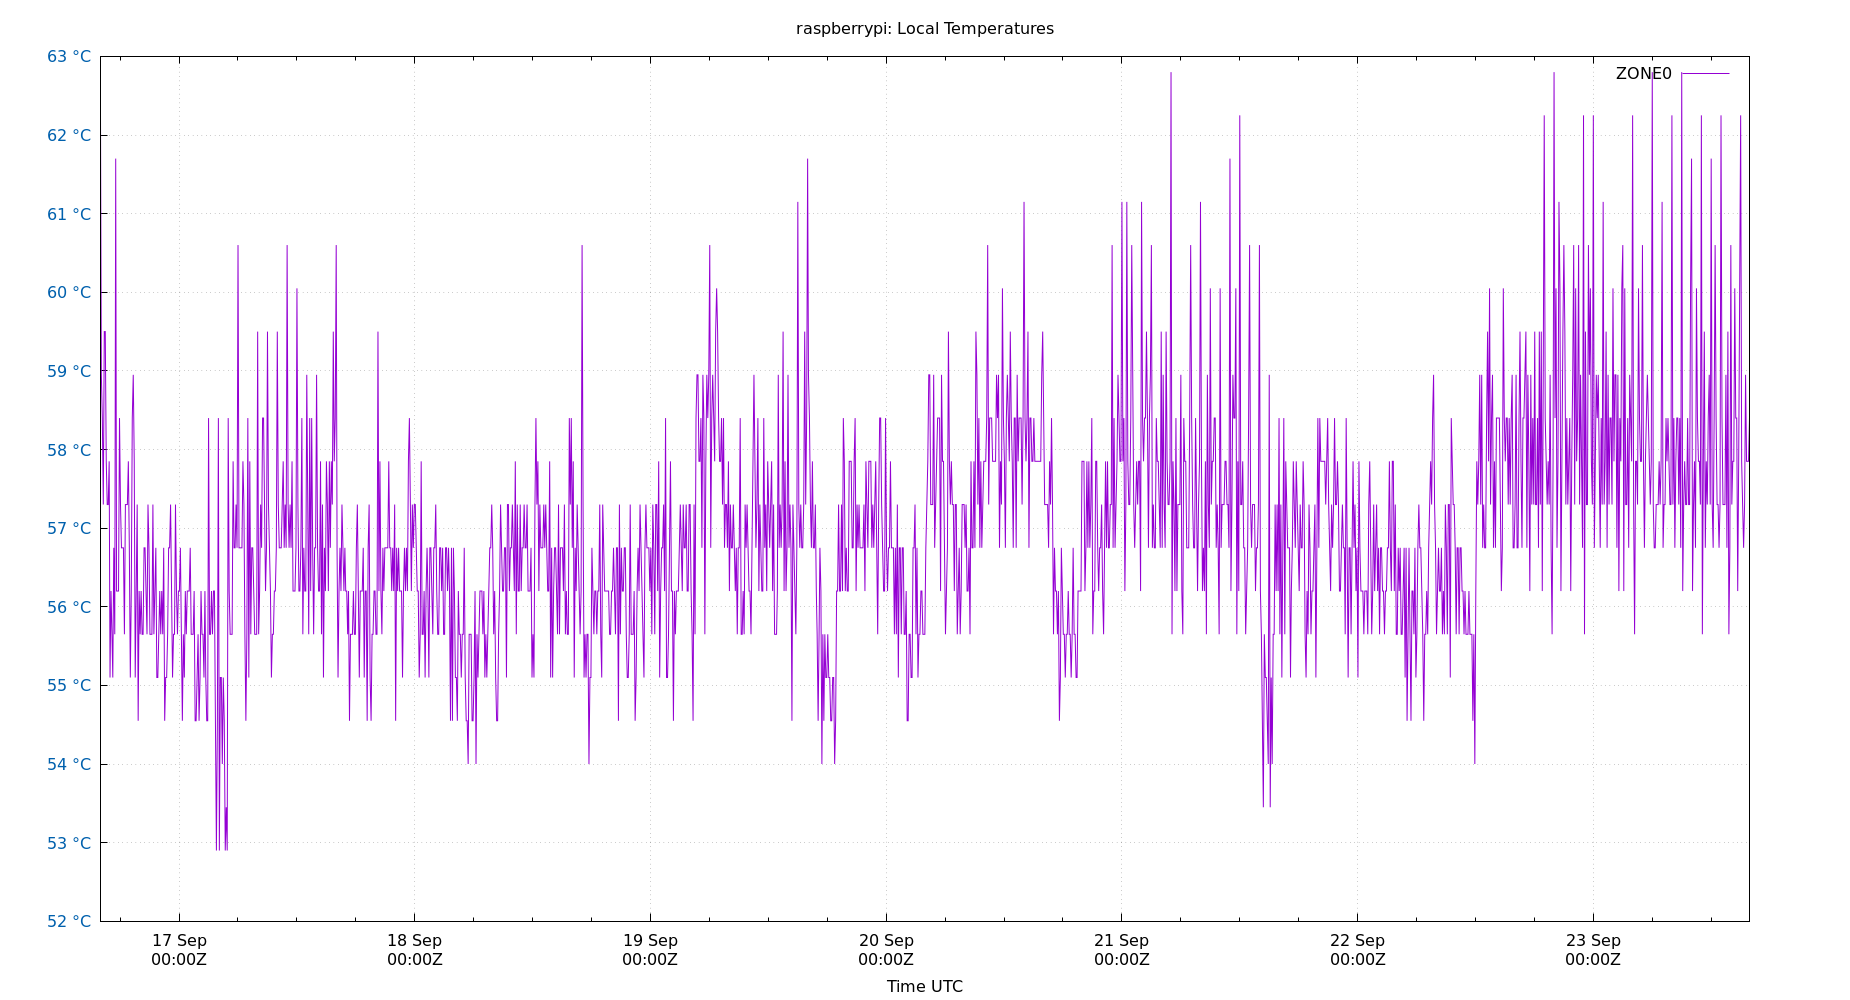 raspberrypi: Local Temperatures
63 °C
62 °C
61 °C
60 °C
59 °C
58 °C
57 °C
56 °C
55 °C
54 °C
53 °C
52 °C
ZONE0
17 Sep 18 Sep 19 Sep 20 Sep 21 Sep 22 Sep 23 Sep
00:00Z 00:00Z 00:00Z 00:00Z 00:00Z 00:00Z 00:00Z
Time UTC